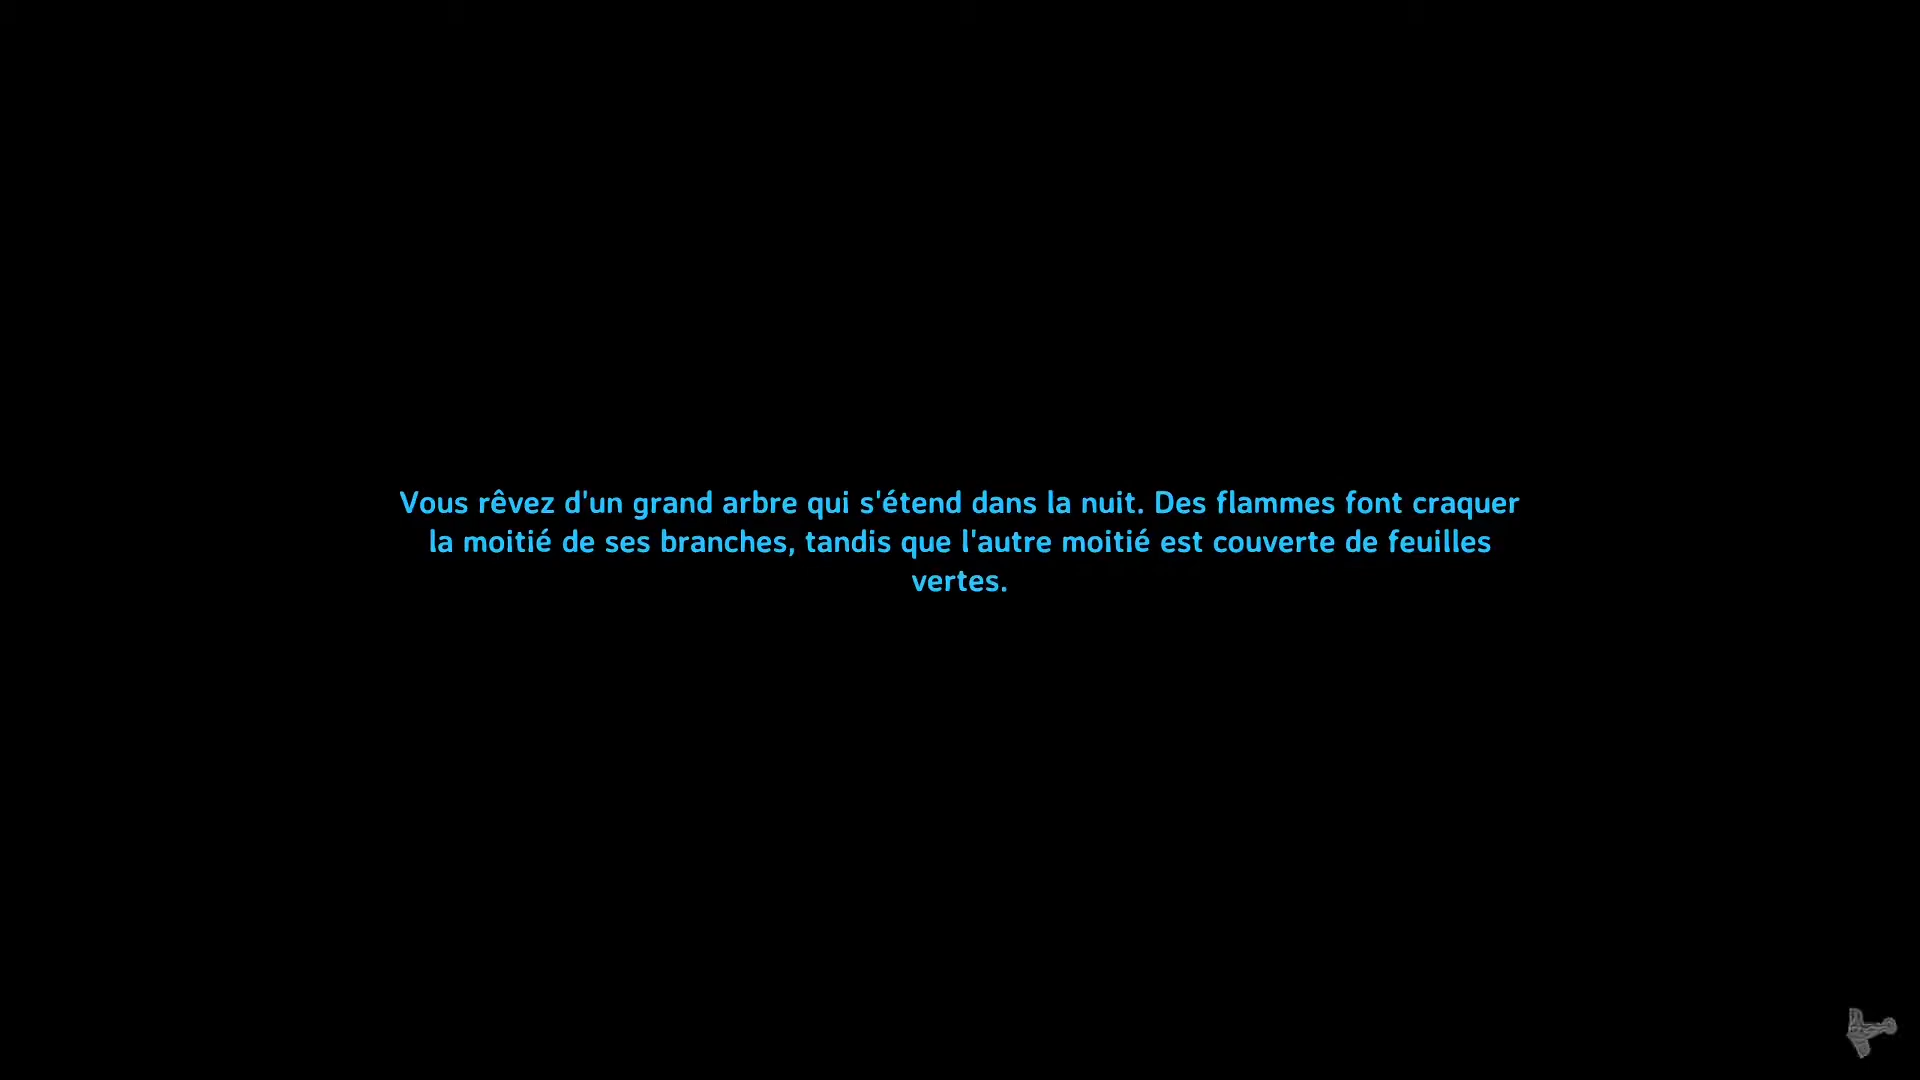 Vous rêvez d'un grand arbre qui s'étend dans la nuit. Des flammes font craquer
la moitié de ses branches, tandis que l'autre moitié est couverte de feuilles
vertes.